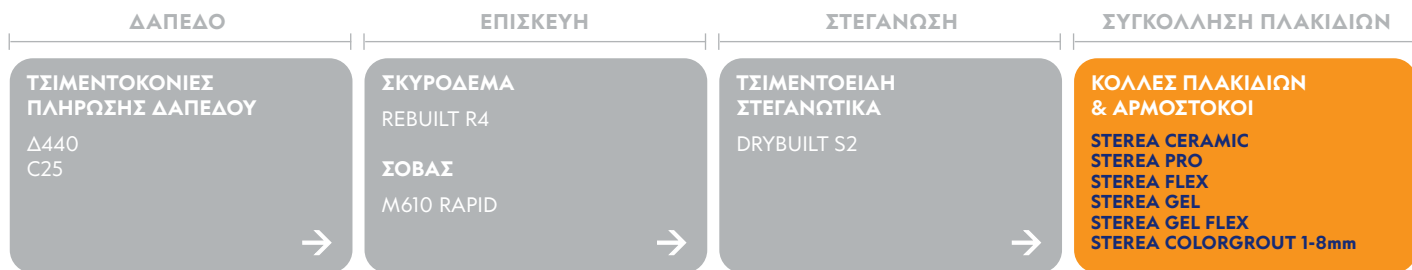 ΔΑΠΕΔΟ
ΤΣΙΜΕΝΤΟΚΟΝΙΕΣ
ΠΛΗΡΩΣΗΣ ΔΑΠΕΔΟΥ
Δ440
C25
ΕΠΙΣΚΕΥΗ
ΣΚΥΡΟΔΕΜΑ
REBUILT R4
ΣΟΒΑΣ
M610 RAPID
ΣΤΕΓΑΝΩΣΗ
ΤΣΙΜΕΝΤΟΕΙΔΗ
ΣΤΕΓΑΝΩΤΙΚΑ
DRYBUILT S2
ΣΥΓΚΟΛΛΗΣΗ ΠΛΑΚΙΔΙΩΝ
ΚΟΛΛΕΣ ΠΛΑΚΙΔΙΩΝ
& ΑΡΜΟΣΤΟΚΟΙ
STEREA CERAMIC
STEREA PRO
STEREA FLEX
STEREA GEL
STEREA GEL FLEX
STEREA COLORGROUT 1-8mm